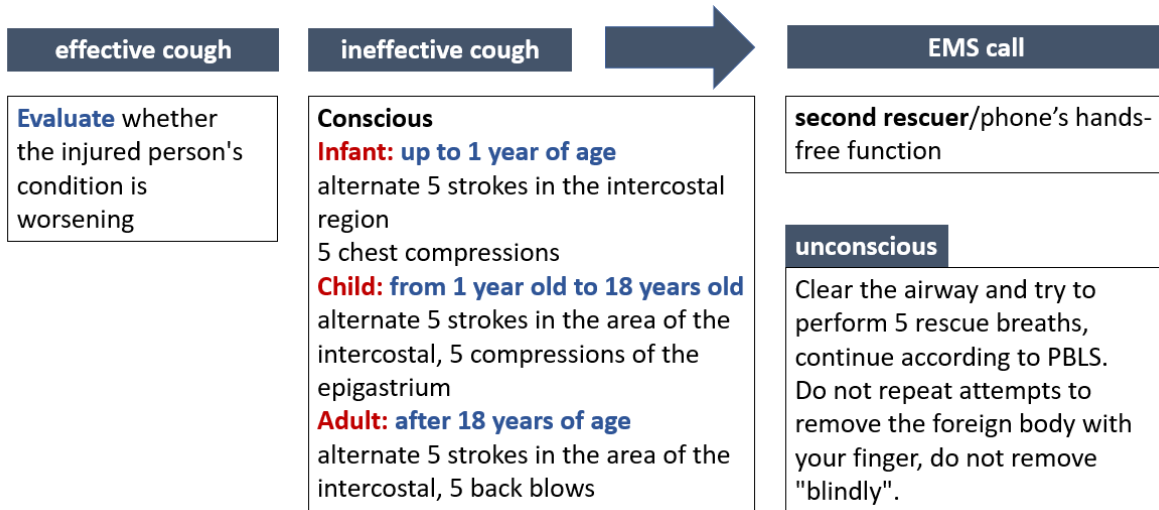 effective cough
Evaluate whether
the injured person's
condition is
worsening
ineffective cough
Conscious
Infant: up to 1 year of age
alternate 5 strokes in the intercostal
region
5 chest compressions
Child: from 1 year old to 18 years old
alternate 5 strokes in the area of the
intercostal, 5 compressions of the
epigastrium
Adult: after 18 years of age
alternate 5 strokes in the area of the
intercostal, 5 back blows
EMS call
second rescuer/phone's hands-
free function
unconscious
Clear the airway and try to
perform 5 rescue breaths,
continue according to PBLS.
Do not repeat attempts to
remove the foreign body with
your finger, do not remove
"blindly".